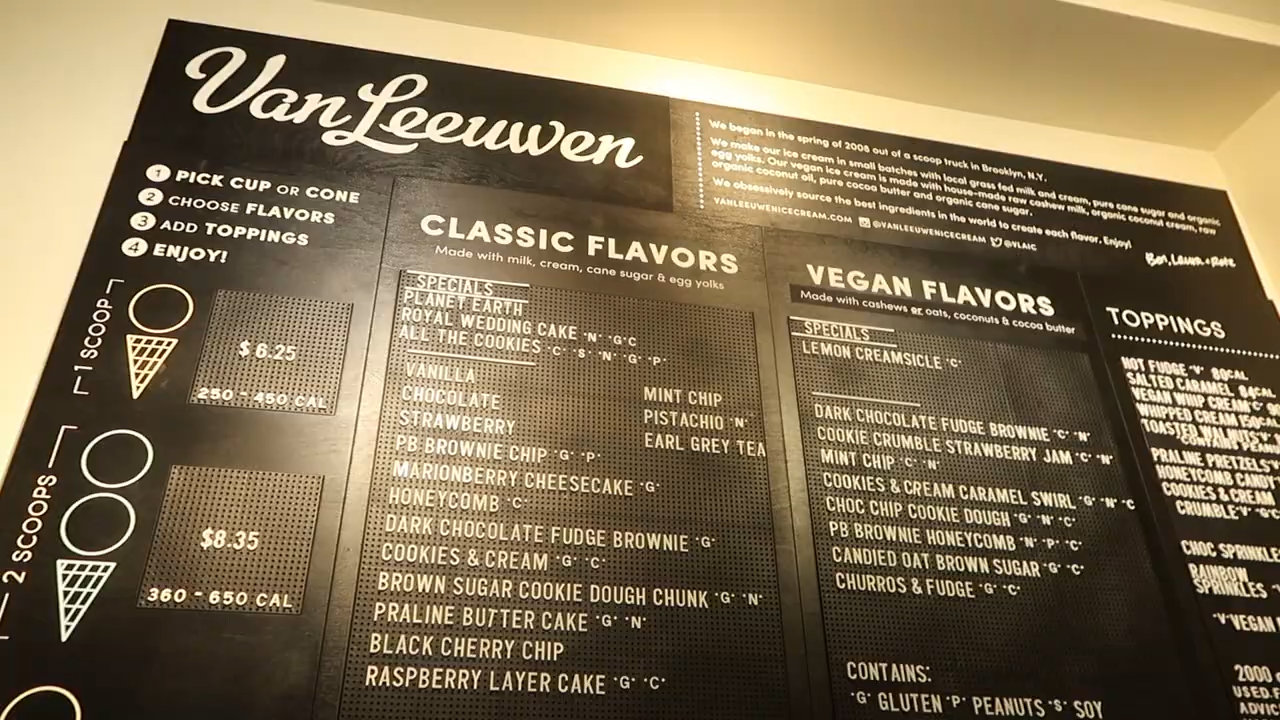 Van Leeuwen
1 PICK CUP OR CONE
2 CHOOSE FLAVORS
3 ADD TOPPINGS
4 ENJOY!
1 SCOOP
$6.25
250 - 450 CAL
2 SCOOPS
$8.35
360 - 650 CAL
We began in the spring of 2008 out of a scoop truck in Brooklyn, N.Y.
We make our ice cream in small batches with local grass fed milk and cream, pure cane sugar and organic
egg yolks. Our vegan ice cream is made with house-made raw cashew milk, organic coconut cream, raw
organic coconut oil, pure cocoa butter and organic cane sugar.
We obsessively source the best ingredients in the world to create each flavor. Enjoy!
VANLEEUWENICECREAM.COM @VANLEEUWENICECREAM @VLAIC
Ben, Laura + Pete
CLASSIC FLAVORS
Made with milk, cream, cane sugar & egg yolks
SPECIALS
PLANET EARTH
ROYAL WEDDING CAKE "N" "G" "C"
ALL THE COOKIES "C" "S" "N" "G" "P"
VANILLA
CHOCOLATE
STRAWBERRY
PB BROWNIE CHIP "G" "P"
MARIONBERRY CHEESECAKE "G"
HONEYCOMB "C"
DARK CHOCOLATE FUDGE BROWNIE "G"
COOKIES & CREAM "G" "C"
BROWN SUGAR COOKIE DOUGH CHUNK "G" "N"
PRALINE BUTTER CAKE "G" "N"
BLACK CHERRY CHIP
RASPBERRY LAYER CAKE "G" "C"
MINT CHIP
PISTACHIO "N"
EARL GREY TEA
VEGAN FLAVORS
Made with cashews or oats, coconuts & cocoa butter
SPECIALS
LEMON CREAMSICLE "C"
DARK CHOCOLATE FUDGE BROWNIE "C" "N"
COOKIE CRUMBLE STRAWBERRY JAM "C" "N"
MINT CHIP "C" "N"
COOKIES & CREAM CARAMEL SWIRL "G" "N" "C
CHOC CHIP COOKIE DOUGH "G" "N" "C"
PB BROWNIE HONEYCOMB "N" "P" "C"
CANDIED OAT BROWN SUGAR "G" "C"
CHURROS & FUDGE "G" "C"
CONTAINS:
"G" GLUTEN "P" PEANUTS "S" SOY
TOPPINGS
HOT FUDGE "V" 80CAL
SALTED CARAMEL 84CAL
VEGAN WHIP CREAM "C"
WHIPPED CREAM 150CAL
TOASTED WALNUTS
PRALINE PRETZELS
HONEYCOMB CANDY
COOKIES & CREAM
CRUMBLE
CHOC SPRINKLE
RAINBOW
SPRINKLES
"V" VEGAN
2000
USED
ADVIC